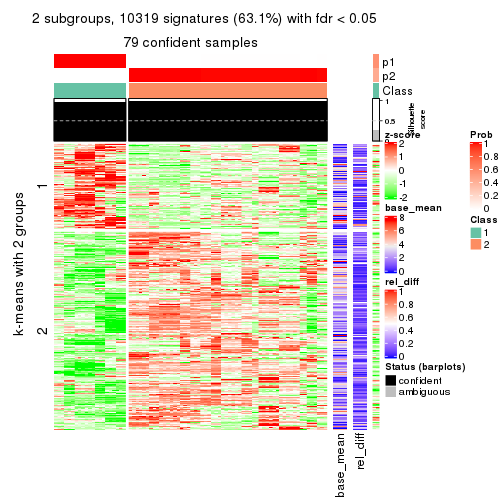 2 subgroups, 10319 signatures (63.1%) with fdr < 0.05
79 confident samples
p1
p2
Class
1
0.5
0
Silhouette
score
k-means with 2 groups
1
2
base_mean
rel_diff
z-score
2
1
0
-1
-2
base_mean
8
6
4
2
0
rel_diff
1
0.8
0.6
0.4
0.2
0
Status (barplots)
confident
ambiguous
Prob
1
0.8
0.6
0.4
0.2
0
Class
1
2